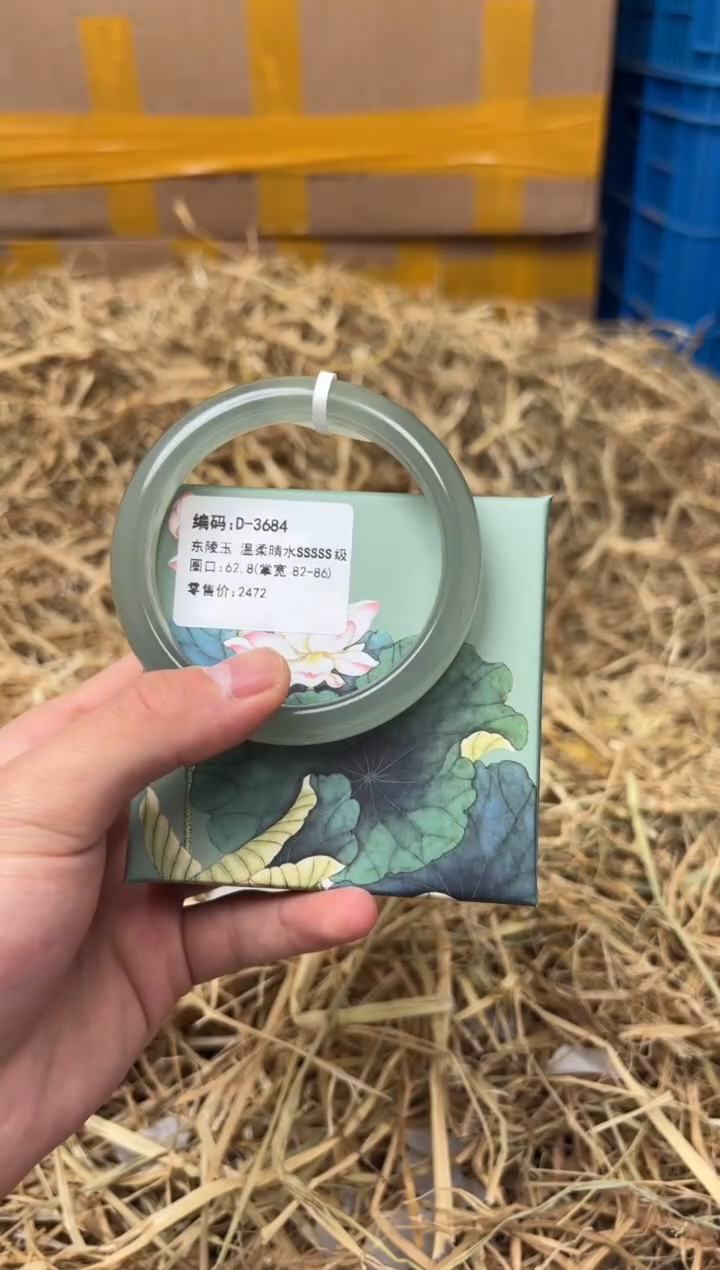 编码:D-3684
东陵玉 温柔晴水SSSSS级
圈口:62.8(掌宽 82-86)
零售价:2472